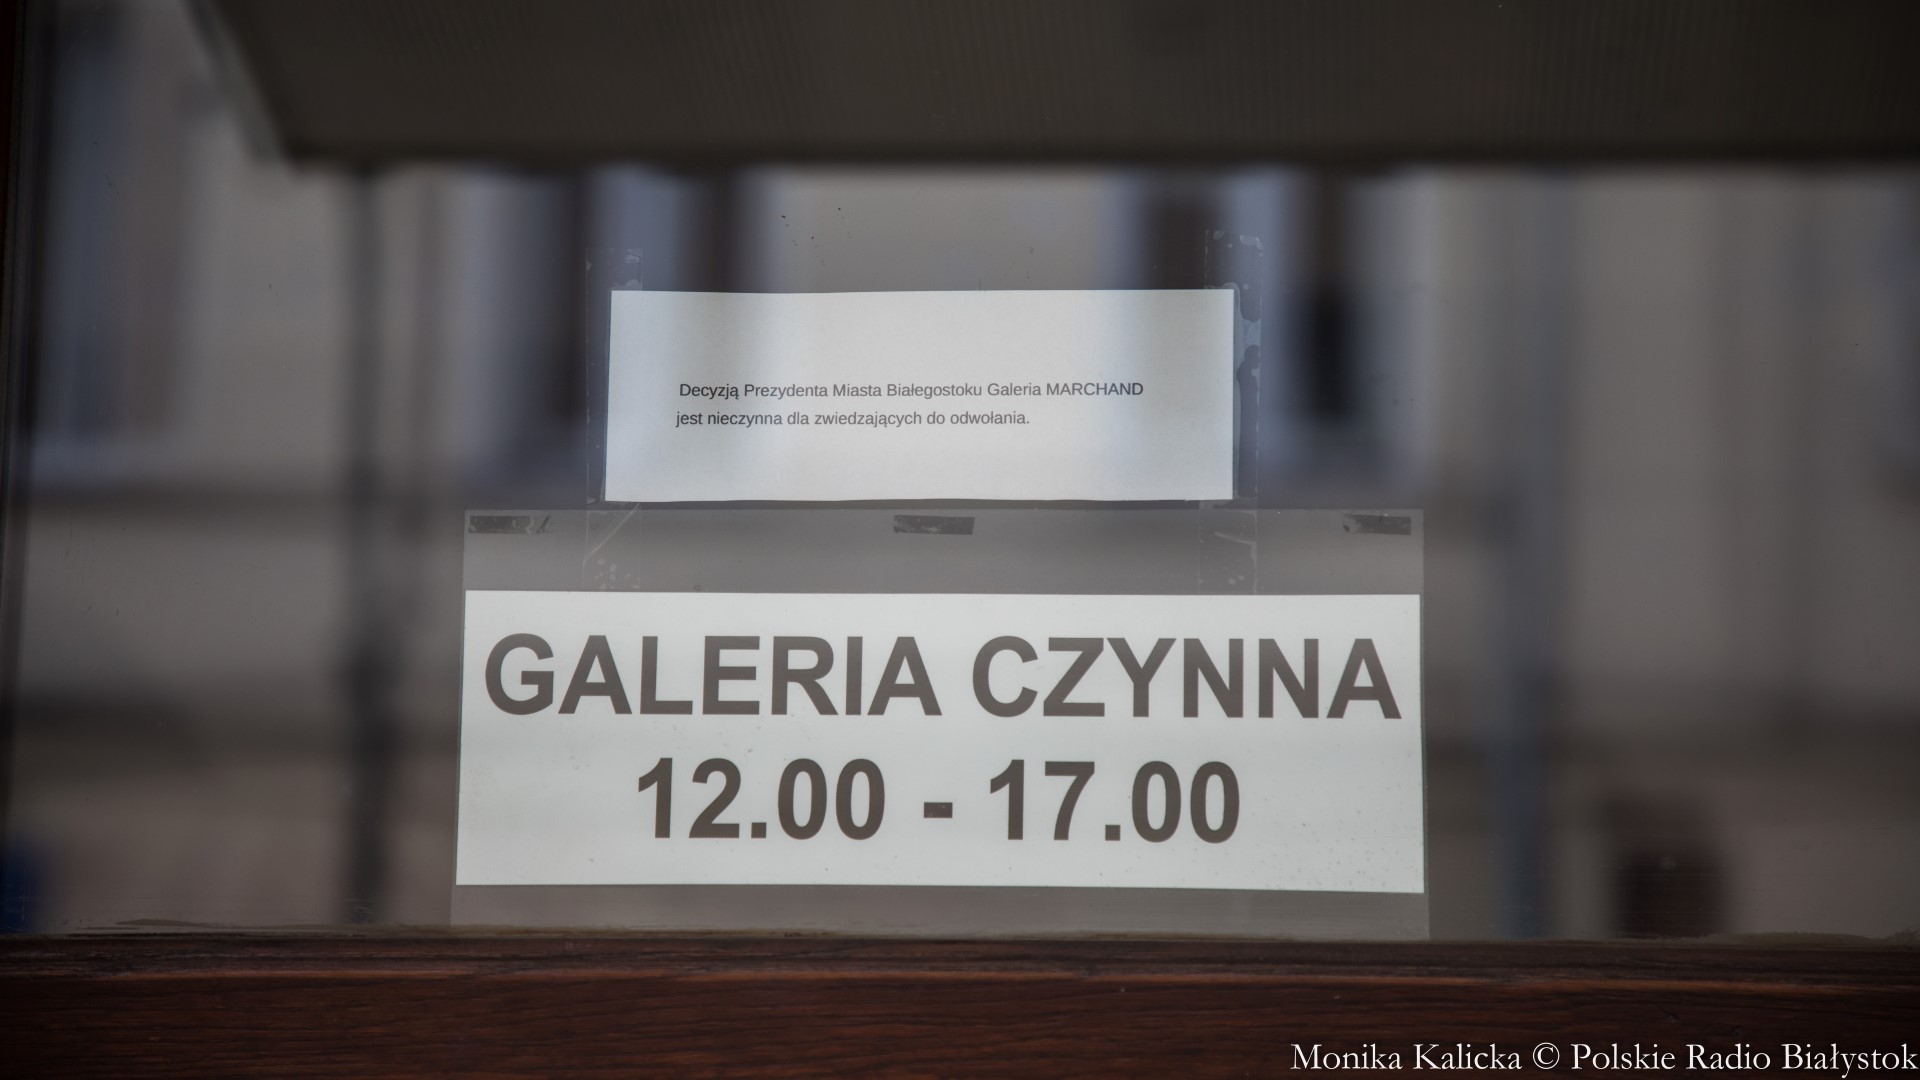 Decyzją Prezydenta Miasta Białegostoku Galeria MARCHAND
jest nieczynna dla zwiedzających do odwołania.
GALERIA CZYNNA
12.00 - 17.00
Monika Kalicka © Polskie Radio Białystok